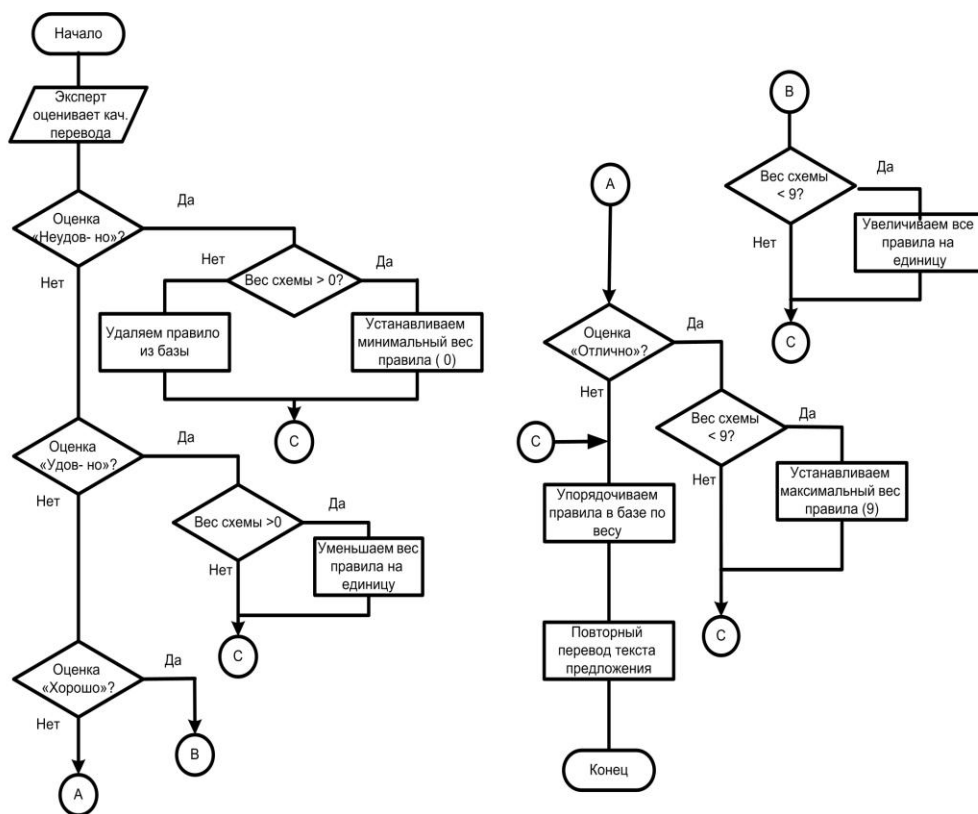 Начало
Эксперт
оценивает кач.
перевода
Да
Оценка
«Неудов- но»?
Нет
Нет
Вес схемы > 0?
Да
Удаляем правило
из базы
Устанавливаем
минимальный вес
правила ( 0)
C
Оценка
«Удов- но»?
Да
Нет
Вес схемы >0
Да
Нет
Уменьшаем вес
правила на
единицу
C
Оценка
«Хорошо»?
Да
Нет
B
A
A
Оценка
«Отлично»?
Да
Нет
C
Вес схемы
< 9?
Да
Нет
Устанавливаем
максимальный вес
правила (9)
C
Упорядочиваем
правила в базе по
весу
Повторный
перевод текста
предложения
Конец
B
Вес схемы
< 9?
Да
Нет
Увеличиваем все
правила на
единицу
C